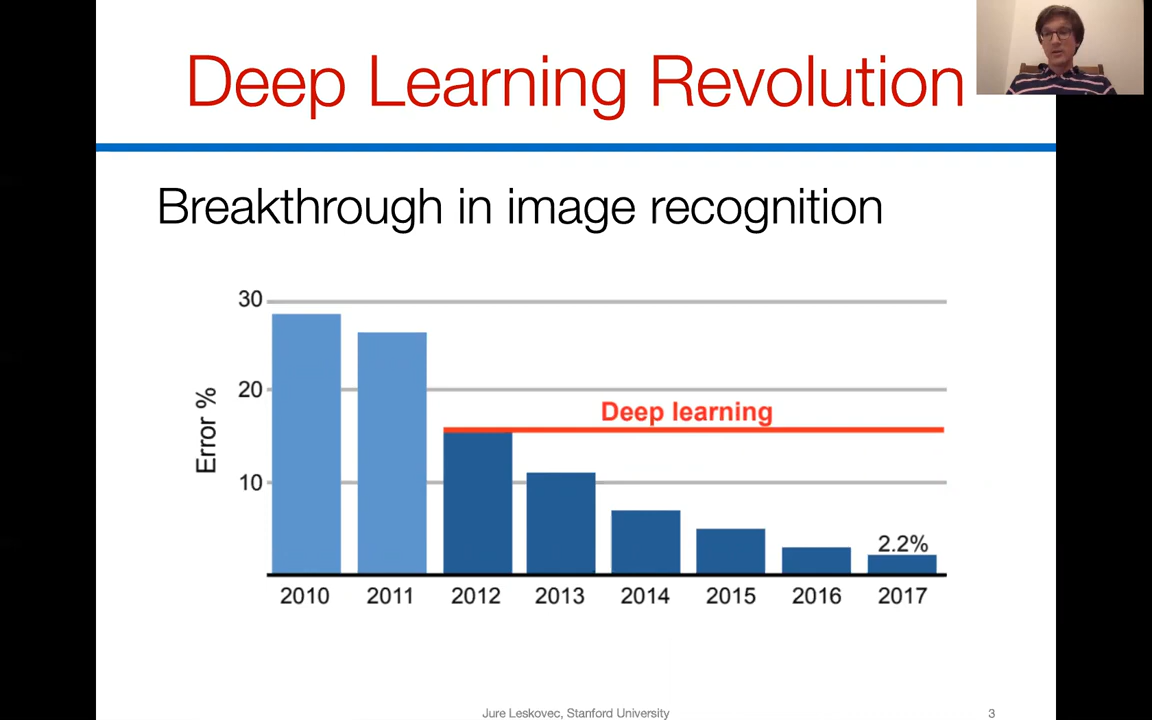 Deep Learning Revolution
Breakthrough in image recognition
30
20
10
Error %
Deep learning
2.2%
2010 2011 2012 2013 2014 2015 2016 2017
Jure Leskovec, Stanford University 3